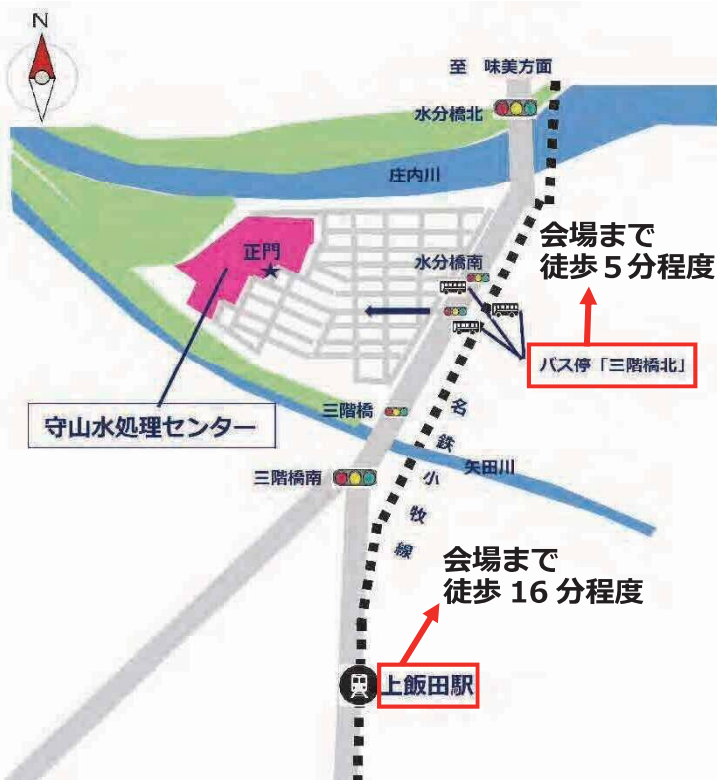 N
至 味美方面
水分橋北
庄内川
会場まで
徒歩5分程度
正門
水分橋南
バス停「三階橋北」
三階橋
守山水処理センター
名鉄小牧線
矢田川
三階橋南
会場まで
徒歩 16 分程度
上飯田駅